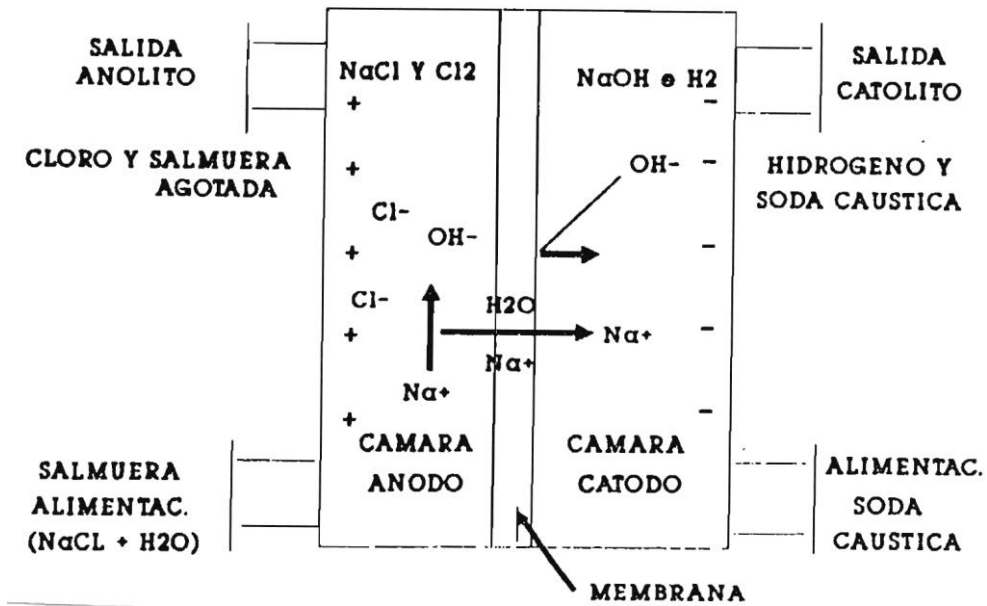 SALIDA
ANOLITO
NaCl Y Cl2
NaOH e H2
SALIDA
CATOLITO
+
-
CLORO Y SALMUERA
AGOTADA
+
OH-
-
HIDROGENO Y
SODA CAUSTICA
Cl-
OH-
+
-
Cl-
H2O
+
Na+
-
Na+
Na+
+
-
CAMARA
ANODO
CAMARA
CATODO
SALMUERA
ALIMENTAC.
(NaCL + H2O)
ALIMENTAC.
SODA
CAUSTICA
MEMBRANA